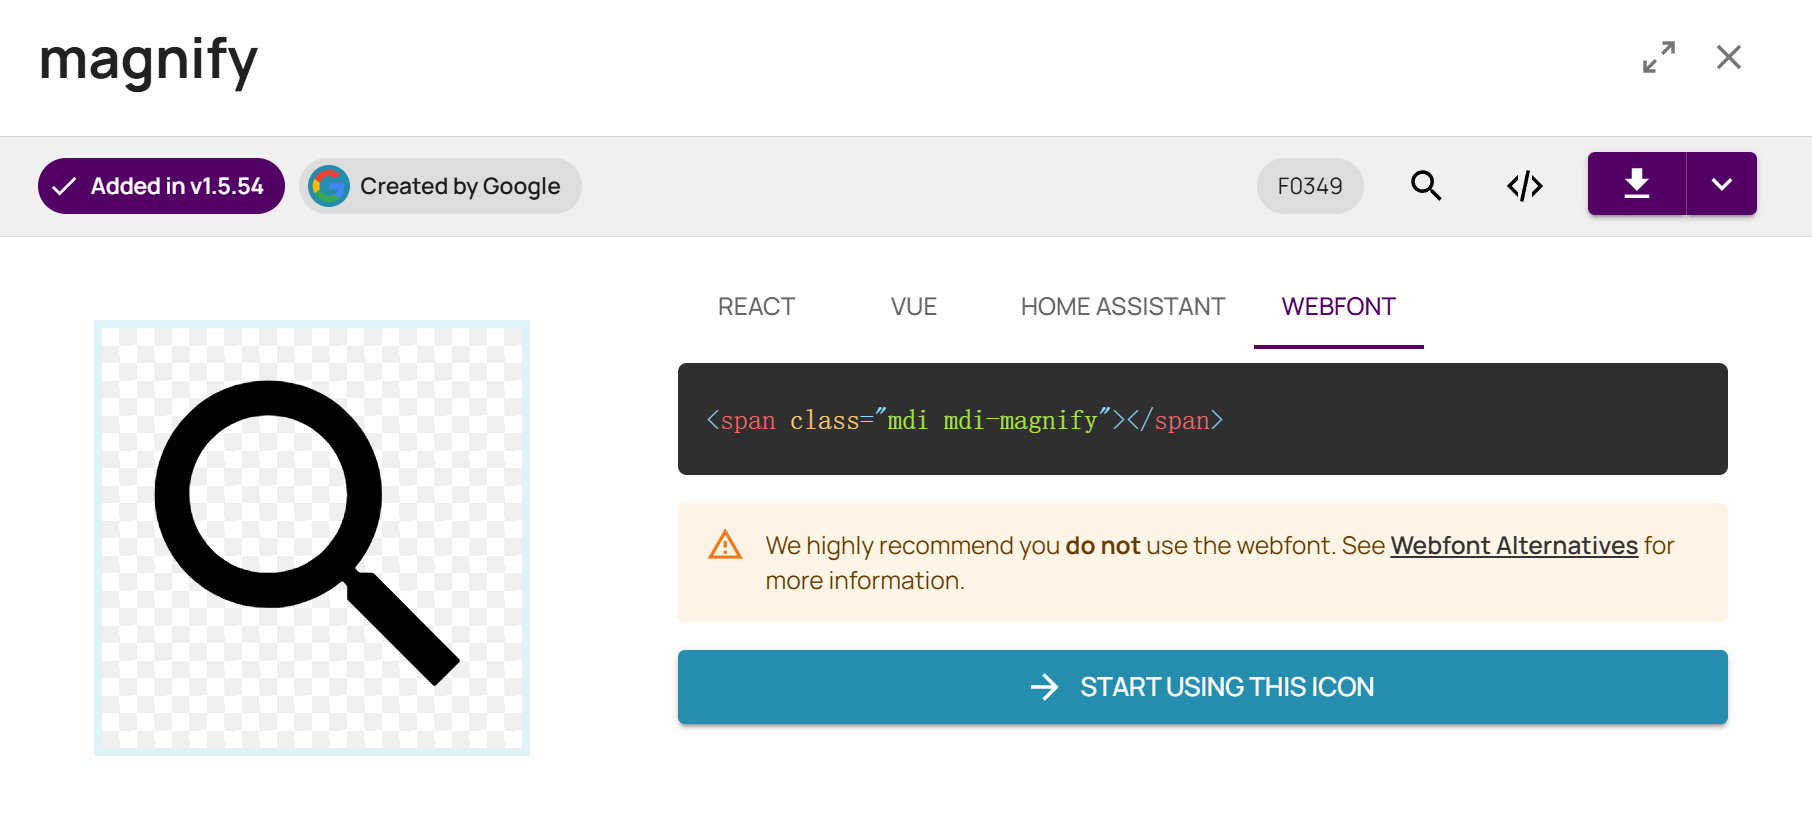 magnify
Added in v1.5.54
Created by Google
F0349
REACT
VUE
HOME ASSISTANT
WEBFONT
<span class="mdi mdi-magnify"></span>
We highly recommend you do not use the webfont. See Webfont Alternatives for
more information.
START USING THIS ICON